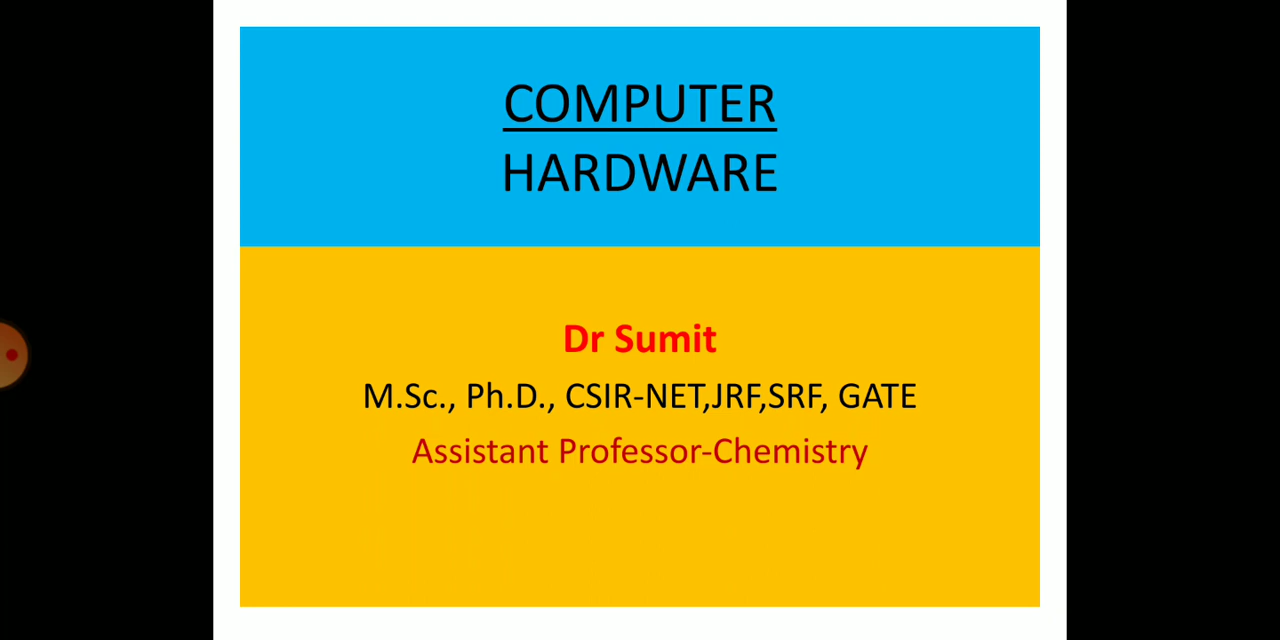 COMPUTER
HARDWARE
Dr Sumit
M.Sc., Ph.D., CSIR-NET,JRF,SRF, GATE
Assistant Professor-Chemistry